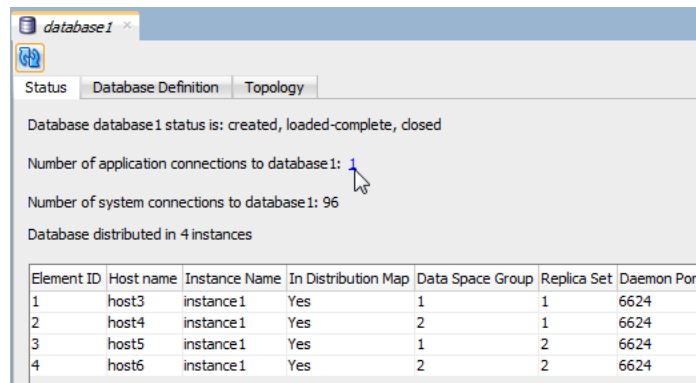 database1
Status Database Definition Topology
Database database1 status is: created, loaded-complete, closed
Number of application connections to database1: 1
Number of system connections to database1: 96
Database distributed in 4 instances
Element ID Host name Instance Name In Distribution Map Data Space Group Replica Set Daemon Por
1 host3 instance1 Yes 1 1 6624
2 host4 instance1 Yes 2 1 6624
3 host5 instance1 Yes 1 2 6624
4 host6 instance1 Yes 2 2 6624